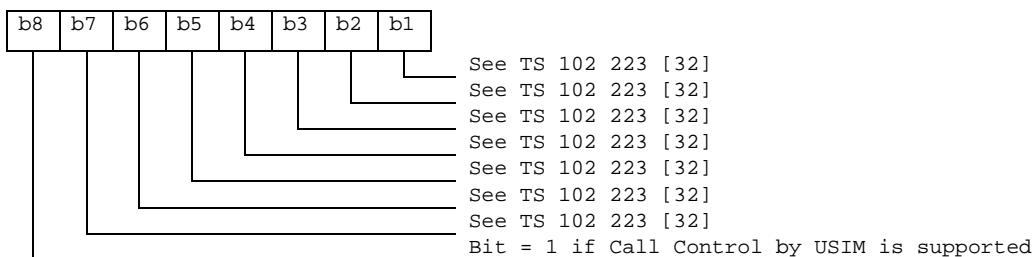 b8 b7 b6 b5 b4 b3 b2 b1
See TS 102 223 [32]
See TS 102 223 [32]
See TS 102 223 [32]
See TS 102 223 [32]
See TS 102 223 [32]
See TS 102 223 [32]
See TS 102 223 [32]
Bit = 1 if Call Control by USIM is supported